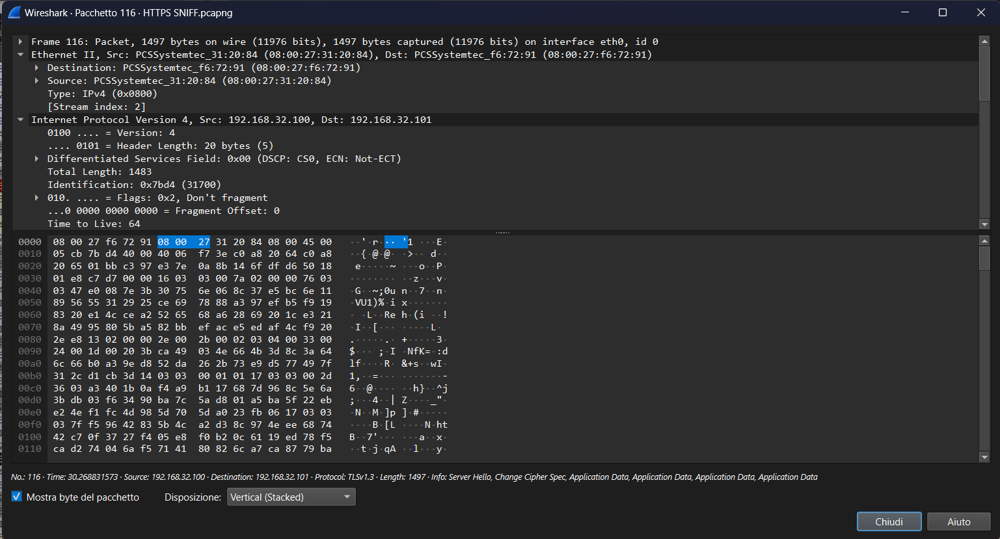 Wireshark · Pacchetto 116 · HTTPS SNIFF.pcapng
Frame 116: Packet, 1497 bytes on wire (11976 bits), 1497 bytes captured (11976 bits) on interface eth0, id 0
Ethernet II, Src: PCSSystemtec_31:20:84 (08:00:27:31:20:84), Dst: PCSSystemtec_f6:72:91 (08:00:27:f6:72:91)
Destination: PCSSystemtec_f6:72:91 (08:00:27:f6:72:91)
Source: PCSSystemtec_31:20:84 (08:00:27:31:20:84)
Type: IPv4 (0x0800)
[Stream index: 2]
Internet Protocol Version 4, Src: 192.168.32.100, Dst: 192.168.32.101
0100 .... = Version: 4
.... 0101 = Header Length: 20 bytes (5)
Differentiated Services Field: 0x00 (DSCP: CS0, ECN: Not-ECT)
Total Length: 1483
Identification: 0x7bd4 (31700)
010. .... = Flags: 0x2, Don't fragment
...0 0000 0000 0000 = Fragment Offset: 0
Time to Live: 64
0000 08 00 27 f6 72 91 08 00 27 31 20 84 08 00 45 00 ··'·r···'1 ···E·
0010 05 cb 7b d4 40 00 40 06 f7 3e c0 a8 20 64 c0 a8 ··{·@·@··>·· d··
0020 20 65 01 bb c3 97 e3 7e 0a 8b 14 6f df d6 50 18 e·····~···o··P·
0030 01 e8 c7 d7 00 00 16 03 03 00 7a 02 00 00 76 03 ··········z···v·
0040 03 47 e0 08 7e 3b 30 75 6e 06 8c 37 e5 bc 6e 11 ·G··~;0un··7··n·
0050 89 56 55 31 29 25 ce 69 78 88 a3 97 ef b5 f9 19 ·VU1)%·ix·······
0060 83 20 e1 4c ce a2 52 65 68 a6 28 69 20 1c e3 21 · ·L··Reh·(i ··!
0070 8a 49 95 80 5b a5 82 bb ef ac e5 ed af 4c f9 20 ·I··[········L·
0080 2e e8 13 02 00 00 2e 00 2b 00 02 03 04 00 33 00 .·····.·+·····3·
0090 24 00 1d 00 20 3b ca 49 03 4e 66 4b 3d 8c 3a 64 $··· ;·I·NfK=·:d
00a0 6c 66 b0 a3 9e d8 52 da 26 2b 73 e9 d5 77 49 7f lf····R·&+s··wI·
00b0 31 2c d1 cb 3d 14 03 03 00 01 01 17 03 03 00 2d 1,··=··········-
00c0 36 03 a3 40 1b 0a f4 a9 b1 17 68 7d 96 8c 5e 6a 6··@······h}··^j
00d0 3b db 03 f6 34 90 ba 7c 5a d8 01 a5 ba 5f 22 eb ;···4··|Z····_"·
00e0 e2 4e f1 fc 4d 98 5d 70 5d a0 23 fb 06 17 03 03 ·N··M·]p]·#·····
00f0 03 7f f5 96 42 83 5b 4c a2 d3 8c 97 4e ee 68 74 ····B·[L····N·ht
0100 42 c7 0f 37 27 f4 05 e8 f0 b2 0c 61 19 ed 78 f5 B··7'······a··x·
0110 ca d2 74 04 6a f5 71 41 80 82 6c a7 ca 87 79 ba ··t·j·qA··l···y·
No.: 116 · Time: 30.268831573 · Source: 192.168.32.100 · Destination: 192.168.32.101 · Protocol: TLSv1.3 · Length: 1497 · Info: Server Hello, Change Cipher Spec, Application Data, Application Data, Application Data, Application Data
Mostra byte del pacchetto Disposizione: Vertical (Stacked)
Chiudi Aiuto